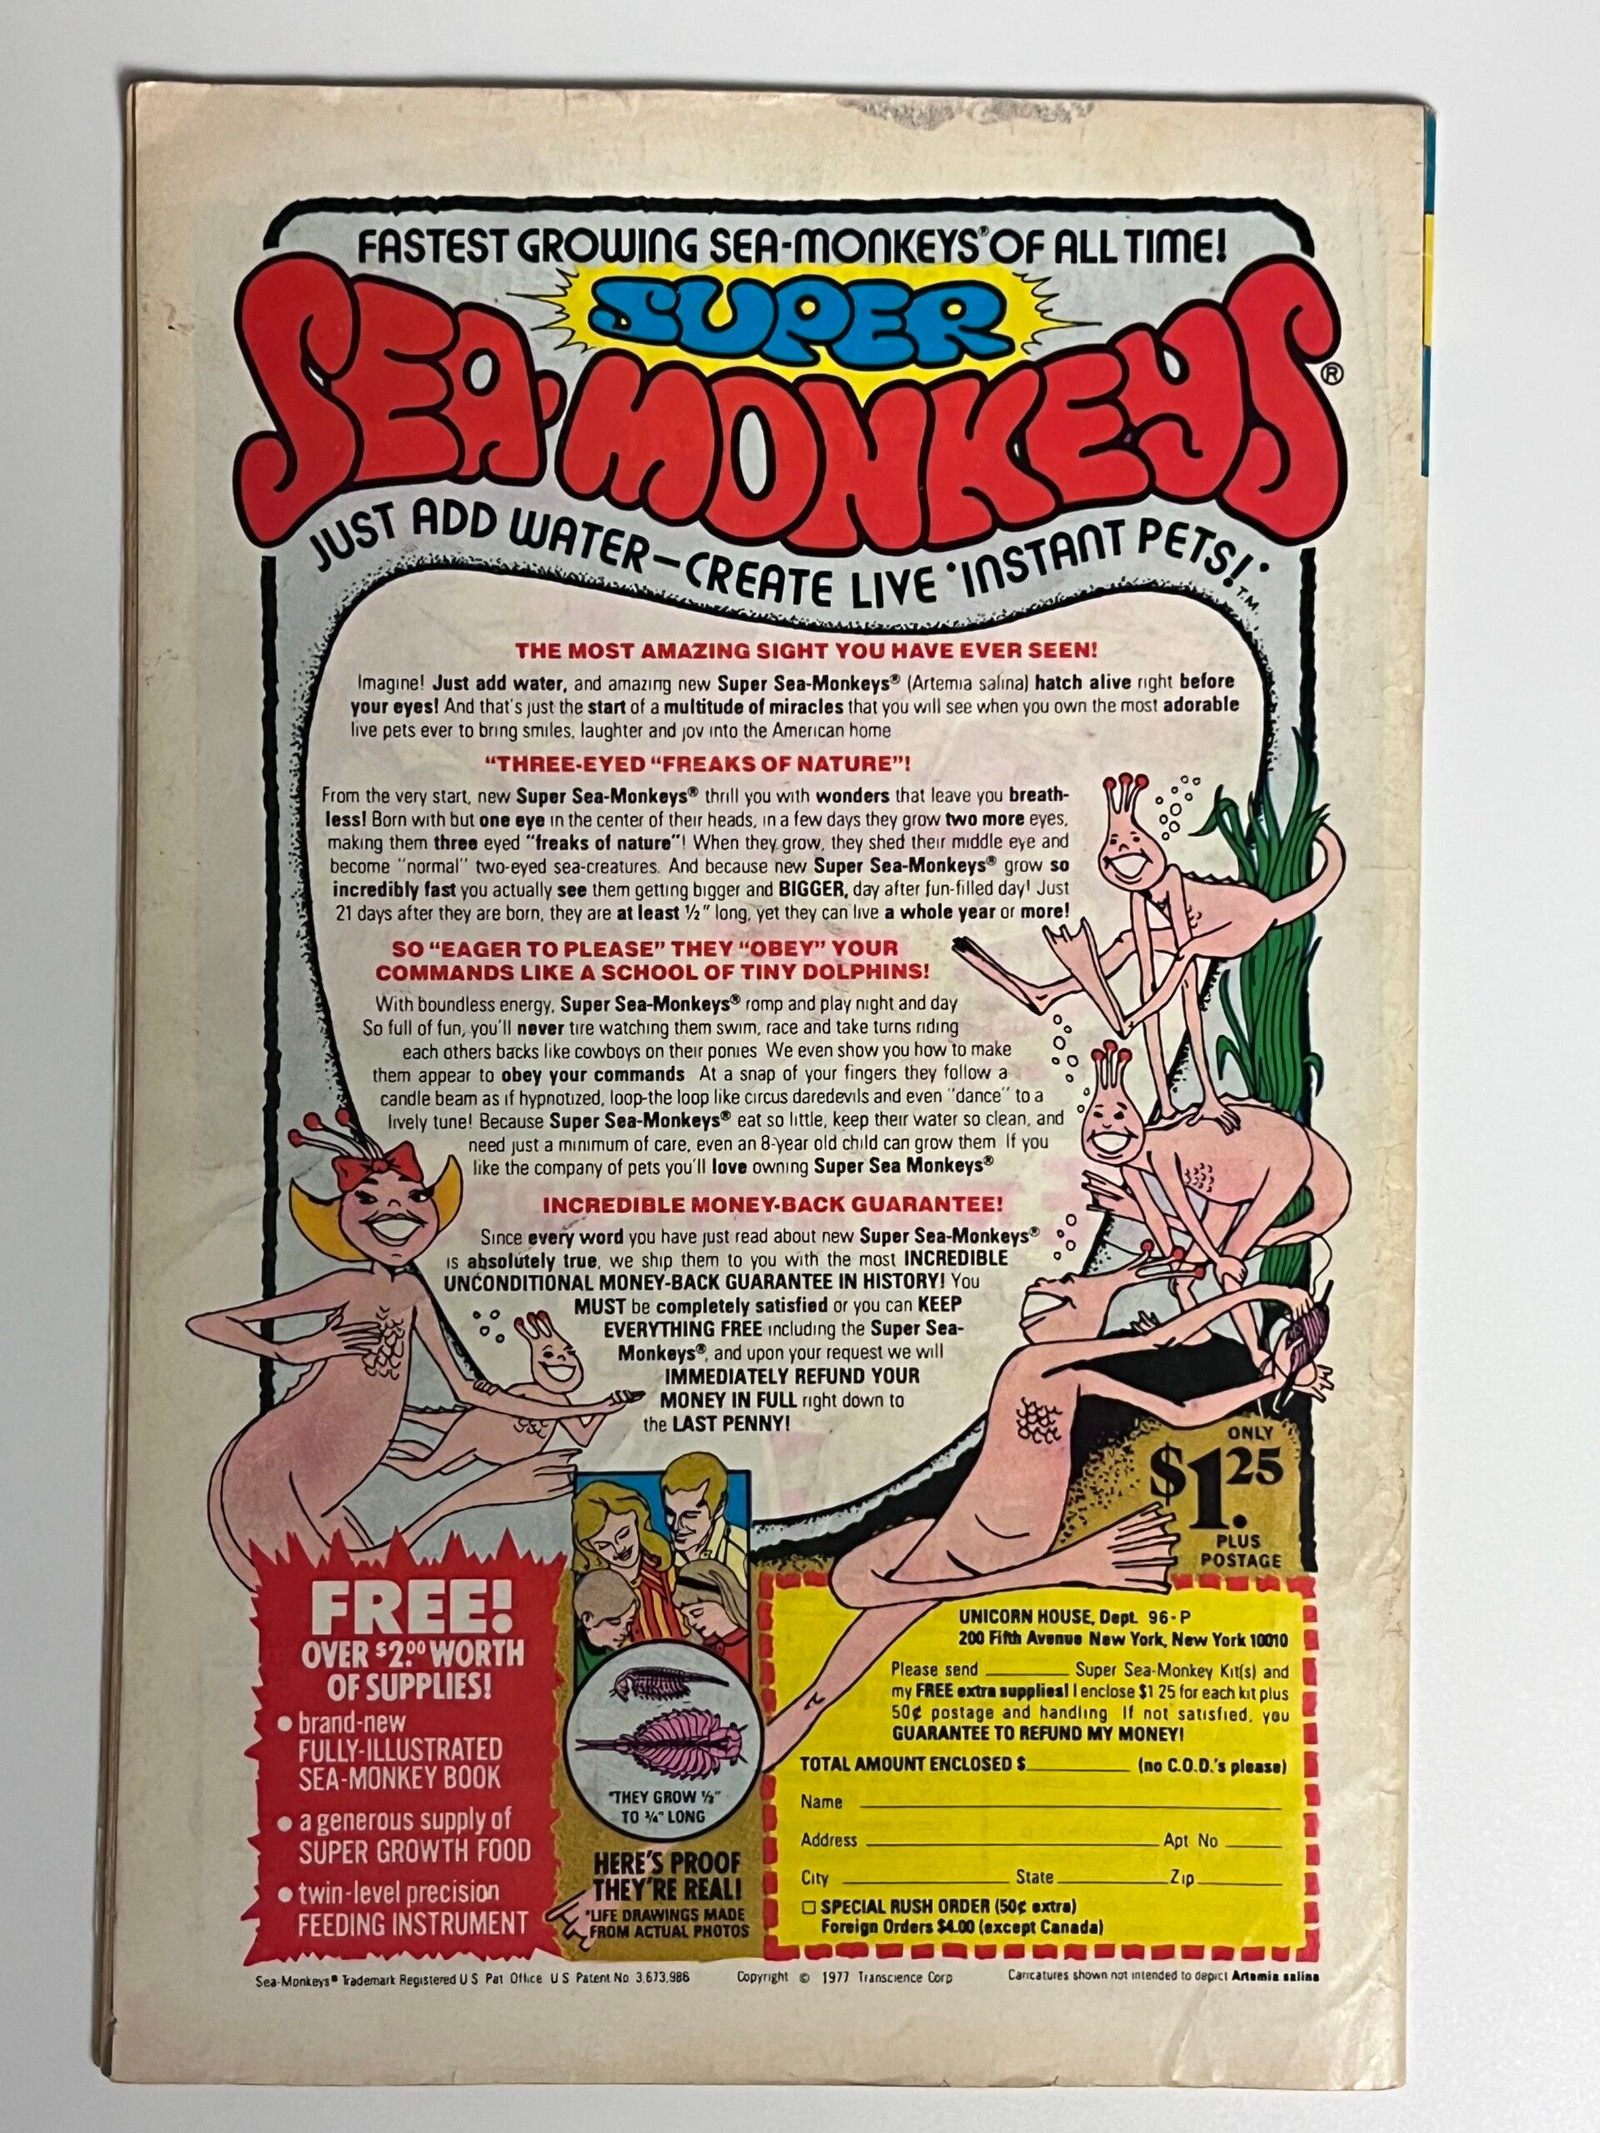 FASTEST GROWING SEA-MONKEYS® OF ALL TIME!
SUPER
SEA-MONKEYS®
JUST ADD WATER—CREATE LIVE 'INSTANT PETS!'T.M.
THE MOST AMAZING SIGHT YOU HAVE EVER SEEN!
Imagine! Just add water, and amazing new Super Sea-Monkeys® (Artemia salina) hatch alive right before
your eyes! And that's just the start of a multitude of miracles that you will see when you own the most adorable
live pets ever to bring smiles, laughter and joy into the American home
"THREE-EYED "FREAKS OF NATURE"!
From the very start, new Super Sea-Monkeys® thrill you with wonders that leave you breath-
less! Born with but one eye in the center of their heads, in a few days they grow two more eyes,
making them three eyed "freaks of nature"! When they grow, they shed their middle eye and
become "normal" two-eyed sea-creatures. And because new Super Sea-Monkeys® grow so
incredibly fast you actually see them getting bigger and BIGGER, day after fun-filled day! Just
21 days after they are born, they are at least ½" long, yet they can live a whole year or more!
SO "EAGER TO PLEASE" THEY "OBEY" YOUR
COMMANDS LIKE A SCHOOL OF TINY DOLPHINS!
With boundless energy, Super Sea-Monkeys® romp and play night and day
So full of fun, you'll never tire watching them swim, race and take turns riding
each others backs like cowboys on their ponies We even show you how to make
them appear to obey your commands At a snap of your fingers they follow a
candle beam as if hypnotized, loop-the loop like circus daredevils and even "dance" to a
lively tune! Because Super Sea-Monkeys® eat so little, keep their water so clean, and
need just a minimum of care, even an 8-year old child can grow them If you
like the company of pets you'll love owning Super Sea Monkeys®
INCREDIBLE MONEY-BACK GUARANTEE!
Since every word you have just read about new Super Sea-Monkeys®
is absolutely true, we ship them to you with the most INCREDIBLE
UNCONDITIONAL MONEY-BACK GUARANTEE IN HISTORY! You
MUST be completely satisfied or you can KEEP
EVERYTHING FREE including the Super Sea-
Monkeys®, and upon your request we will
IMMEDIATELY REFUND YOUR
MONEY IN FULL right down to
the LAST PENNY!
ONLY
$1.25
PLUS
POSTAGE
FREE!
OVER $2.00 WORTH
OF SUPPLIES!
● brand-new
FULLY-ILLUSTRATED
SEA-MONKEY BOOK
● a generous supply of
SUPER GROWTH FOOD
● twin-level precision
FEEDING INSTRUMENT
"THEY GROW ½"
TO ¾" LONG
HERE'S PROOF
THEY'RE REAL!
*LIFE DRAWINGS MADE
FROM ACTUAL PHOTOS
UNICORN HOUSE, Dept. 96-P
200 Fifth Avenue New York, New York 10010
Please send ________ Super Sea-Monkey Kit(s) and
my FREE extra supplies! I enclose $1 25 for each kit plus
50¢ postage and handling If not satisfied, you
GUARANTEE TO REFUND MY MONEY!
TOTAL AMOUNT ENCLOSED $__________ (no C.O.D.'s please)
Name ________
Address ________ Apt No ____
City ________ State ________ Zip ________
☐ SPECIAL RUSH ORDER (50¢ extra)
Foreign Orders $4.00 (except Canada)
Sea-Monkeys® Trademark Registered U S Pat Office U S Patent No 3,673,986 Copyright © 1977 Transcience Corp Caricatures shown not intended to depict Artemia salina